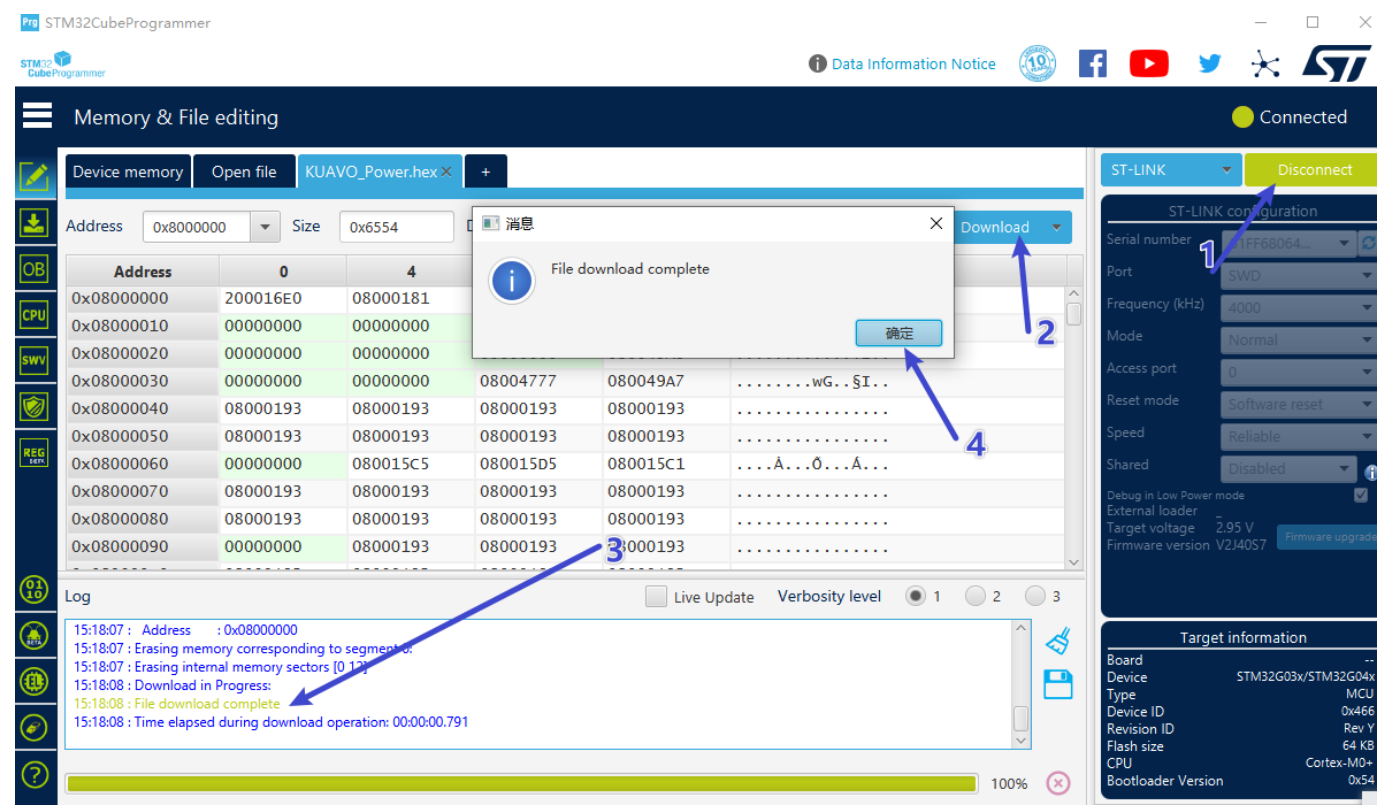 Prg STM32CubeProgrammer
STM32 CubeProgrammer
Data Information Notice
Memory & File editing
Connected
Device memory Open file KUAVO_Power.hex × +
Address 0x8000000 Size 0x6554 Download
消息
File download complete
确定
Address 0 4
0x08000000 200016E0 08000181
0x08000010 00000000 00000000
0x08000020 00000000 00000000
0x08000030 00000000 00000000 08004777 080049A7 ........wG..§I..
0x08000040 08000193 08000193 08000193 08000193 ................
0x08000050 08000193 08000193 08000193 08000193 ................
0x08000060 00000000 080015C5 080015D5 080015C1 ....Å...Õ...Á...
0x08000070 08000193 08000193 08000193 08000193 ................
0x08000080 08000193 08000193 08000193 08000193 ................
0x08000090 00000000 08000193 08000193 08000193 ................
OB
CPU
SWV
REG
BETA
01
10
BETA
Log Live Update Verbosity level 1 2 3
15:18:07 : Address : 0x08000000
15:18:07 : Erasing memory corresponding to segment 0:
15:18:07 : Erasing internal memory sectors [0 12]
15:18:08 : Download in Progress:
15:18:08 : File download complete
15:18:08 : Time elapsed during download operation: 00:00:00.791
100%
ST-LINK Disconnect
ST-LINK configuration
Serial number
Port SWD
Frequency (kHz) 4000
Mode Normal
Access port 0
Reset mode Software reset
Speed Reliable
Shared Disabled
Debug in Low Power mode
External loader _
Target voltage 2.95 V
Firmware version V2J40S7 Firmware upgrade
Target information
Board --
Device STM32G03x/STM32G04x
Type MCU
Device ID 0x466
Revision ID Rev Y
Flash size 64 KB
CPU Cortex-M0+
Bootloader Version 0x54
1
2
3
4